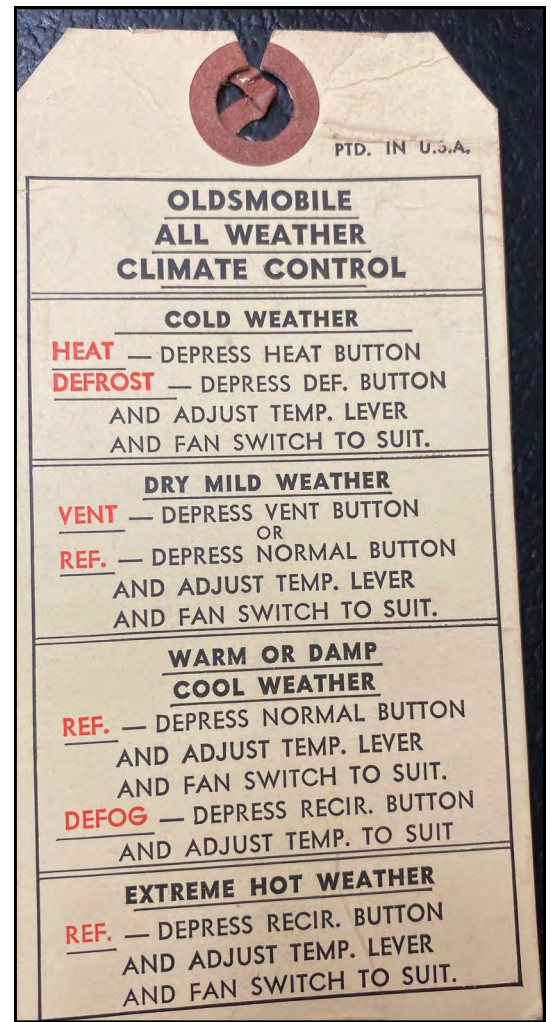 PTD. IN U.S.A.
OLDSMOBILE
ALL WEATHER
CLIMATE CONTROL
COLD WEATHER
HEAT — DEPRESS HEAT BUTTON
DEFROST — DEPRESS DEF. BUTTON
AND ADJUST TEMP. LEVER
AND FAN SWITCH TO SUIT.
DRY MILD WEATHER
VENT — DEPRESS VENT BUTTON
OR
REF. — DEPRESS NORMAL BUTTON
AND ADJUST TEMP. LEVER
AND FAN SWITCH TO SUIT.
WARM OR DAMP
COOL WEATHER
REF. — DEPRESS NORMAL BUTTON
AND ADJUST TEMP. LEVER
AND FAN SWITCH TO SUIT.
DEFOG — DEPRESS RECIR. BUTTON
AND ADJUST TEMP. TO SUIT
EXTREME HOT WEATHER
REF. — DEPRESS RECIR. BUTTON
AND ADJUST TEMP. LEVER
AND FAN SWITCH TO SUIT.